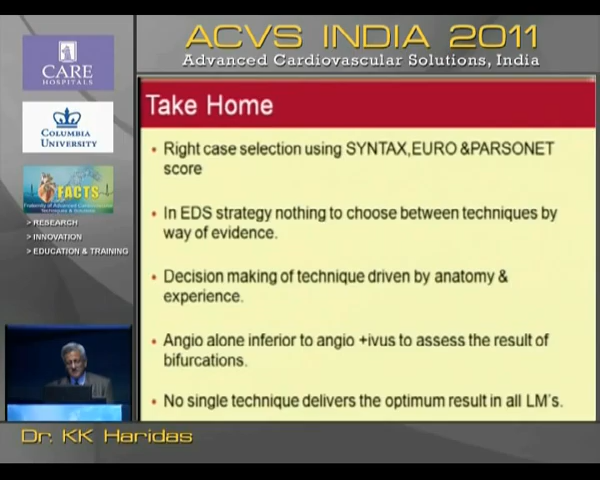 ACVS INDIA 2011
Advanced Cardiovascular Solutions, India
CARE
HOSPITALS
COLUMBIA
UNIVERSITY
FACTS
> RESEARCH
> INNOVATION
> EDUCATION & TRAINING
Take Home
• Right case selection using SYNTAX,EURO &PARSONET
score
• In EDS strategy nothing to choose between techniques by
way of evidence.
• Decision making of technique driven by anatomy &
experience.
• Angio alone inferior to angio +ivus to assess the result of
bifurcations.
• No single technique delivers the optimum result in all LM's.
Dr. KK Haridas